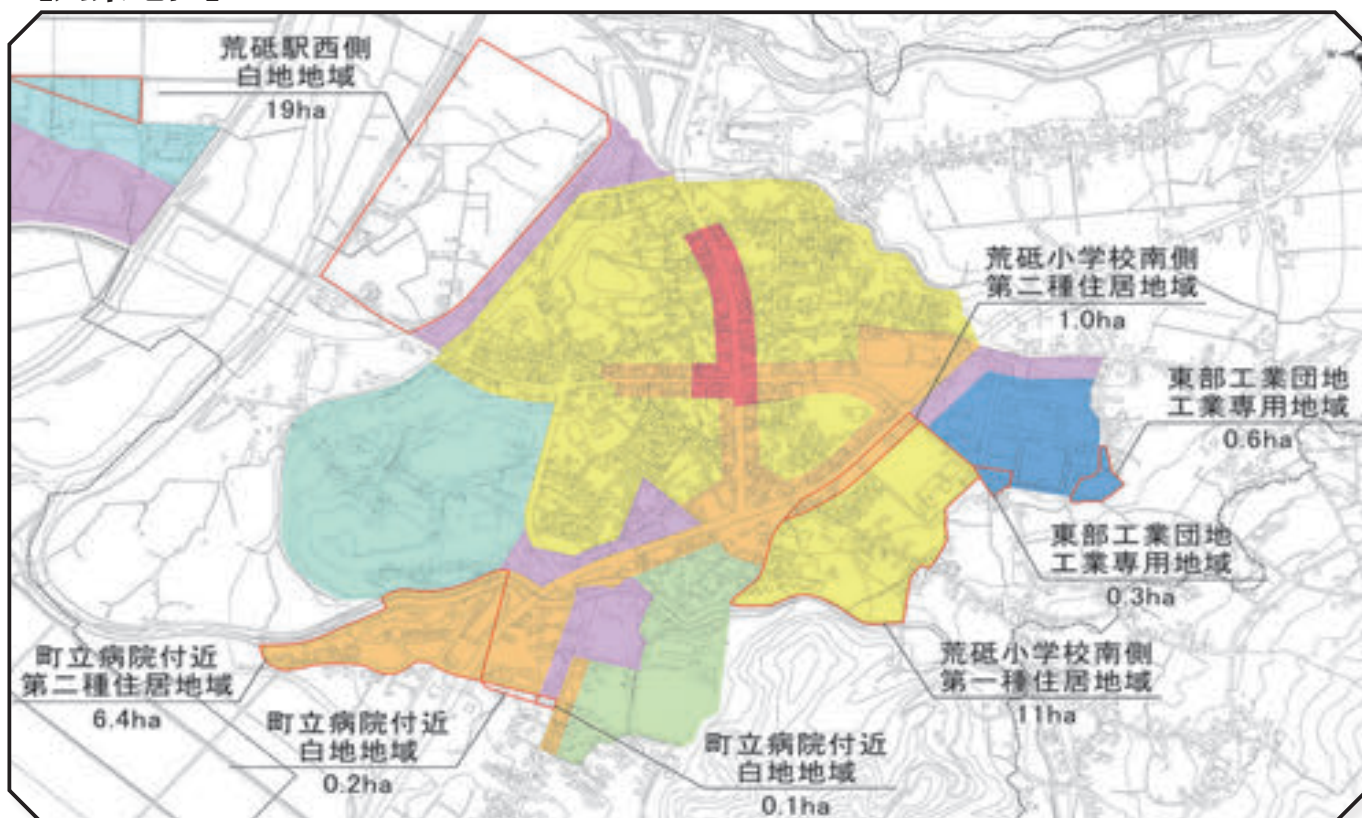 荒砥駅西側
白地地域
19ha
荒砥小学校南側
第二種住居地域
1.0ha
東部工業団地
工業専用地域
0.6ha
東部工業団地
工業専用地域
0.3ha
荒砥小学校南側
第一種住居地域
11ha
町立病院付近
第二種住居地域
6.4ha
町立病院付近
白地地域
0.2ha
町立病院付近
白地地域
0.1ha